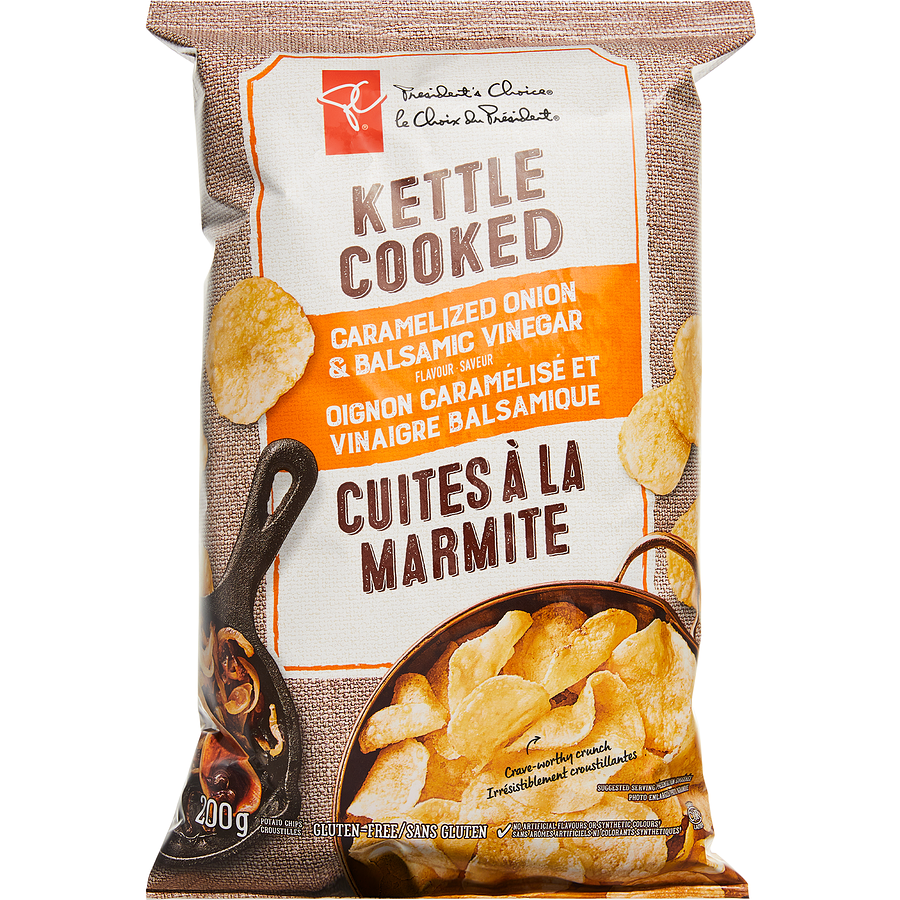 PC®
President's Choice®
le Choix du Président®
KETTLE
COOKED
CARAMELIZED ONION
& BALSAMIC VINEGAR
FLAVOUR · SAVEUR
OIGNON CARAMÉLISÉ ET
VINAIGRE BALSAMIQUE
CUITES À LA
MARMITE
Crave-worthy crunch
Irrésistiblement croustillantes
SUGGESTED SERVING
PHOTO
200g
POTATO CHIPS
CROUSTILLES
GLUTEN-FREE/SANS GLUTEN
NO ARTIFICIAL FLAVOURS OR SYNTHETIC COLOURS/
SANS ARÔMES ARTIFICIELS NI COLORANTS SYNTHÉTIQUES